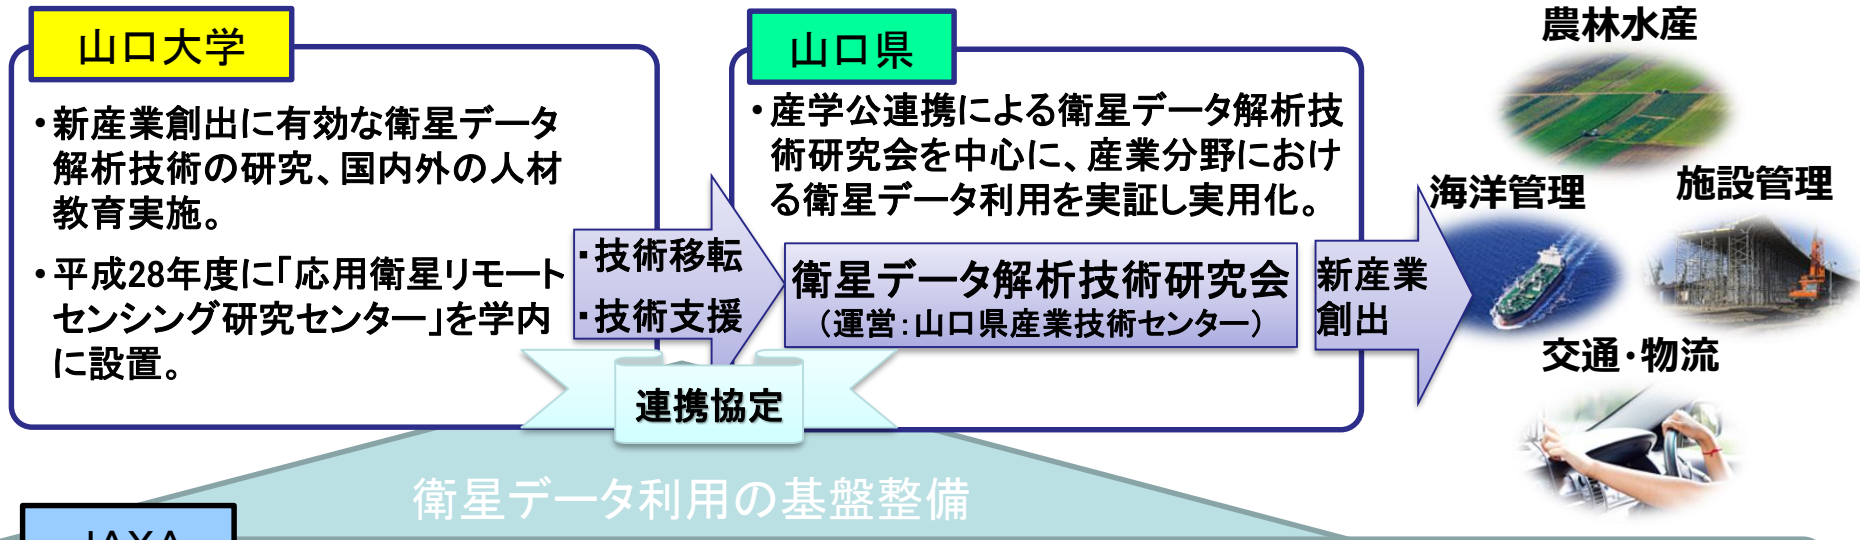 山口大学
・新産業創出に有効な衛星データ
解析技術の研究、国内外の人材
教育実施。
・平成28年度に「応用衛星リモート
センシング研究センター」を学内
に設置。
・技術移転
・技術支援
山口県
・産学公連携による衛星データ解析技
術研究会を中心に、産業分野におけ
る衛星データ利用を実証し実用化。
衛星データ解析技術研究会
（運営：山口県産業技術センター）
新産業
創出
農林水産
海洋管理
施設管理
交通・物流
連携協定
衛星データ利用の基盤整備
JAXA